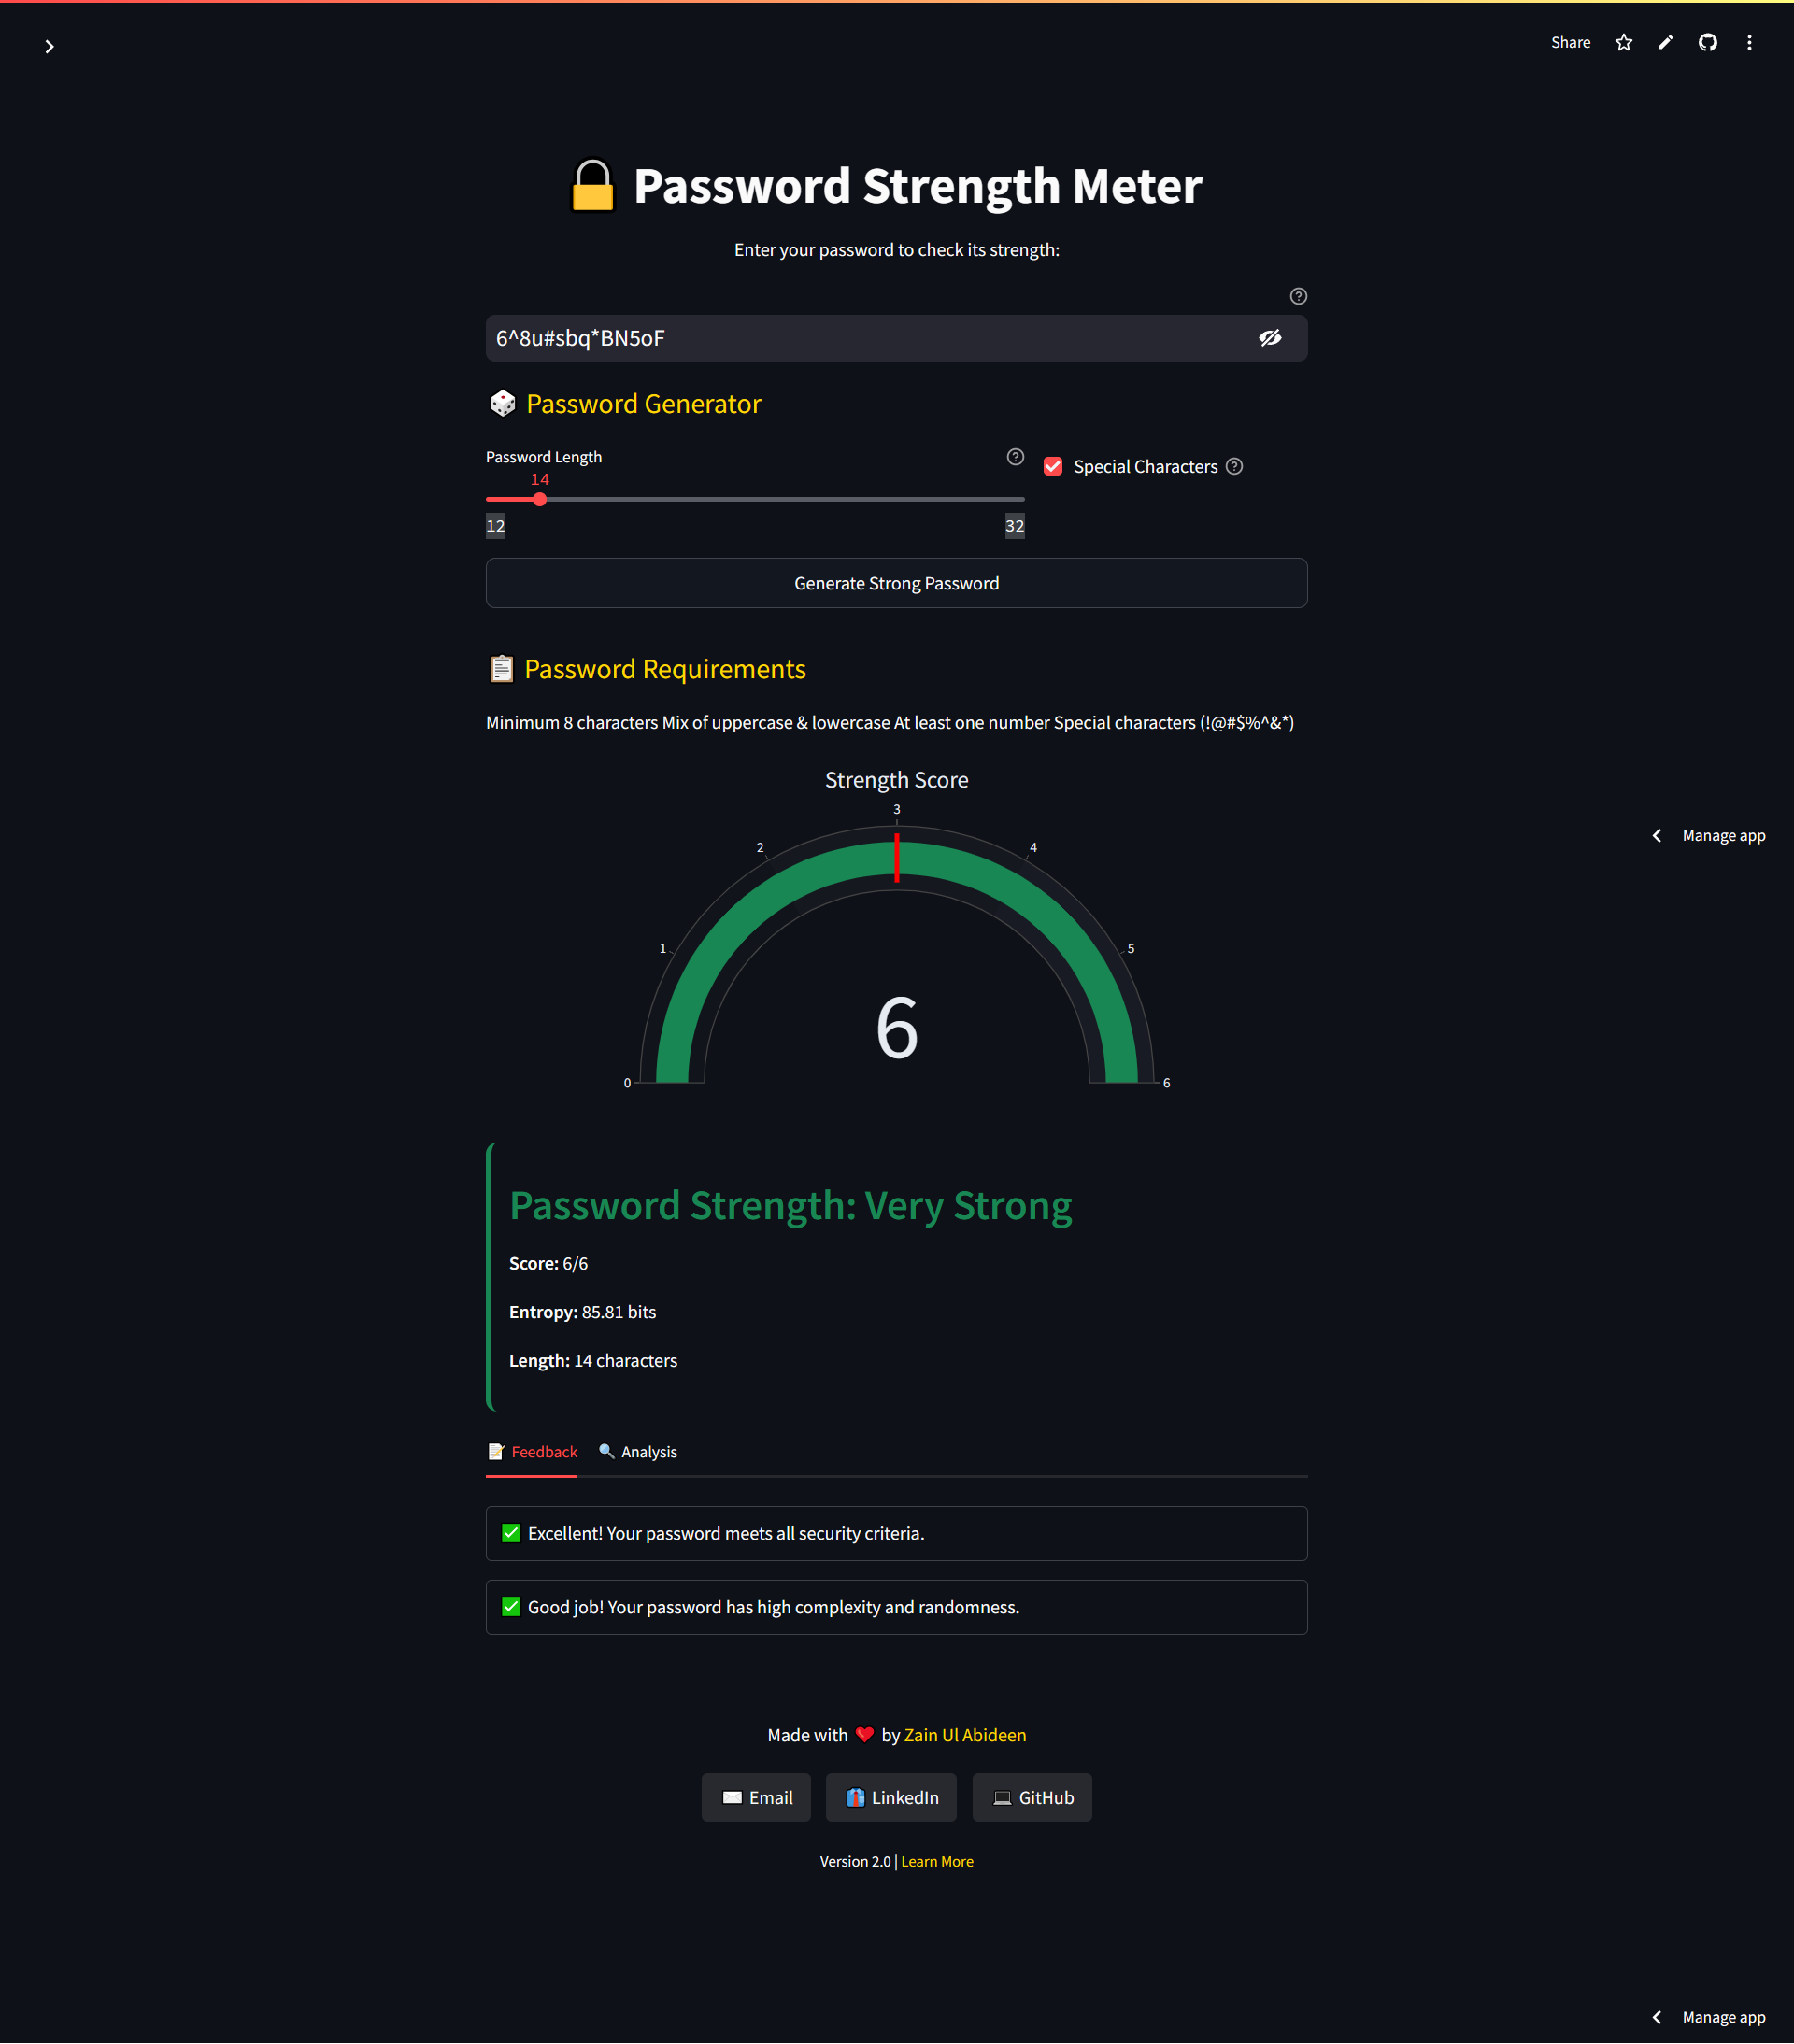 Share
🔒 Password Strength Meter
Enter your password to check its strength:
6^8u#sbq*BN5oF
🎲 Password Generator
Password Length
14
12
32
Special Characters
Generate Strong Password
📋 Password Requirements
Minimum 8 characters Mix of uppercase & lowercase At least one number Special characters (!@#$%^&*)
Strength Score
0
1
2
3
4
5
6
6
Manage app
Password Strength: Very Strong
Score: 6/6
Entropy: 85.81 bits
Length: 14 characters
📝 Feedback
🔍 Analysis
✅ Excellent! Your password meets all security criteria.
✅ Good job! Your password has high complexity and randomness.
Made with ❤️ by Zain Ul Abideen
✉️ Email
👔 LinkedIn
💻 GitHub
Version 2.0 | Learn More
Manage app